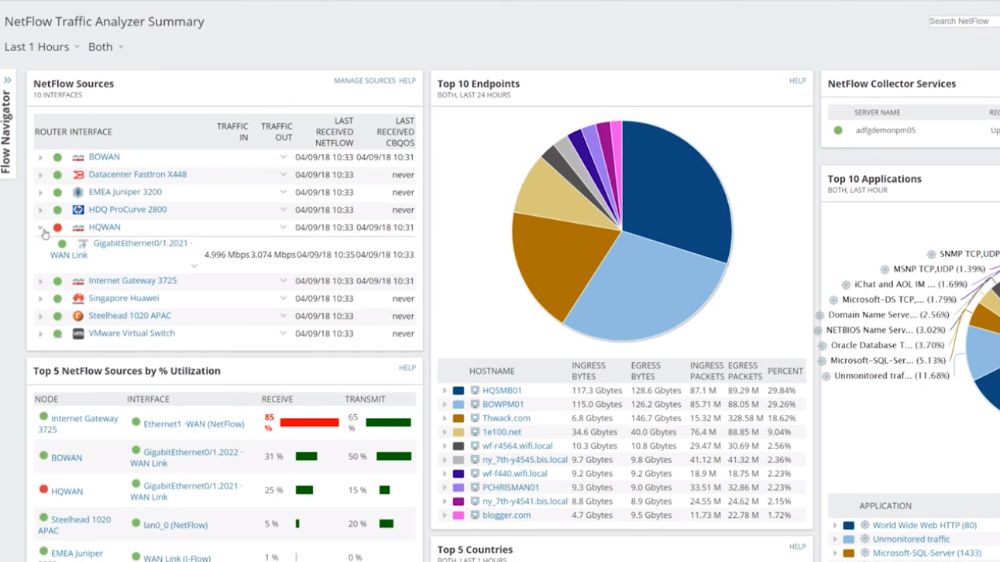 NetFlow Traffic Analyzer Summary
Search NetFlow
Last 1 Hours Both
Flow Navigator
NetFlow Sources
MANAGE SOURCES HELP
10 INTERFACES
ROUTER INTERFACE TRAFFIC IN TRAFFIC OUT LAST RECEIVED NETFLOW LAST RECEIVED CBQOS
BOWAN 04/09/18 10:33 04/09/18 10:31
Datacenter FastIron X448 04/09/18 10:33 never
EMEA Juniper 3200 04/09/18 10:33 never
HDQ ProCurve 2800 04/09/18 10:33 never
HQWAN 04/09/18 10:33 04/09/18 10:31
GigabitEthernet0/1.2021 ·
WAN Link 4.996 Mbps 3.074 Mbps 04/09/18 10:35 04/09/18 10:33
Internet Gateway 3725 04/09/18 10:33 04/09/18 10:31
Singapore Huawei 04/09/18 10:33 never
Steelhead 1020 APAC 04/09/18 10:33 never
vm VMware Virtual Switch 04/09/18 10:33 never
Top 5 NetFlow Sources by % Utilization
HELP
NODE INTERFACE RECEIVE TRANSMIT
Internet Gateway 3725 Ethernet1 -WAN (NetFlow) 85 % 65 %
BOWAN GigabitEthernet0/1.2022 · WAN Link 31 % 50 %
HQWAN GigabitEthernet0/1.2021 · WAN Link 25 % 15 %
Steelhead 1020 APAC lan0_0 (NetFlow) 5 % 20 %
EMEA Juniper WAN Link (J-Flow) 1 % 0 %
Top 10 Endpoints
HELP
BOTH, LAST 24 HOURS
HOSTNAME INGRESS BYTES EGRESS BYTES INGRESS PACKETS EGRESS PACKETS PERCENT
HQSMB01 117.3 Gbytes 128.6 Gbytes 87.1 M 89.29 M 29.84%
BOWPM01 115.0 Gbytes 126.2 Gbytes 85.71 M 88.05 M 29.26%
Thwack.com 6.8 Gbytes 146.7 Gbytes 15.32 M 328.58 M 18.62%
1e100.net 34.6 Gbytes 40.0 Gbytes 76.4 M 88.85 M 9.04%
wf-r4564.wifi.local 10.3 Gbytes 10.8 Gbytes 29.47 M 30.69 M 2.56%
ny_7th-y4545.bis.local 9.7 Gbytes 9.8 Gbytes 41.12 M 41.32 M 2.36%
wf-f440.wifi.local 9.2 Gbytes 9.2 Gbytes 18.9 M 18.75 M 2.23%
PCHRISMAN01 9.3 Gbytes 9.0 Gbytes 33.51 M 32.86 M 2.23%
ny_7th-y4541.bis.local 8.8 Gbytes 8.9 Gbytes 24.55 M 24.62 M 2.15%
blogger.com 4.7 Gbytes 9.5 Gbytes 11.73 M 22.78 M 1.72%
Top 5 Countries
HELP
BOTH, LAST 1 HOURS
NetFlow Collector Services
SERVER NAME REC
adfgdemonpm05 Up
Top 10 Applications
BOTH, LAST HOUR
SNMP TCP,UDP
MSNP TCP,UDP (1.39%)
iChat and AOL IM ... (1.69%)
Microsoft-DS TCP,... (1.79%)
Domain Name Serve... (2.56%)
NETBIOS Name Serv... (3.02%)
Oracle Database T... (3.70%)
Microsoft-SQL-Ser... (5.13%)
Unmonitored traf... (11.68%)
APPLICATION
World Wide Web HTTP (80)
Unmonitored traffic
Microsoft-SQL-Server (1433)